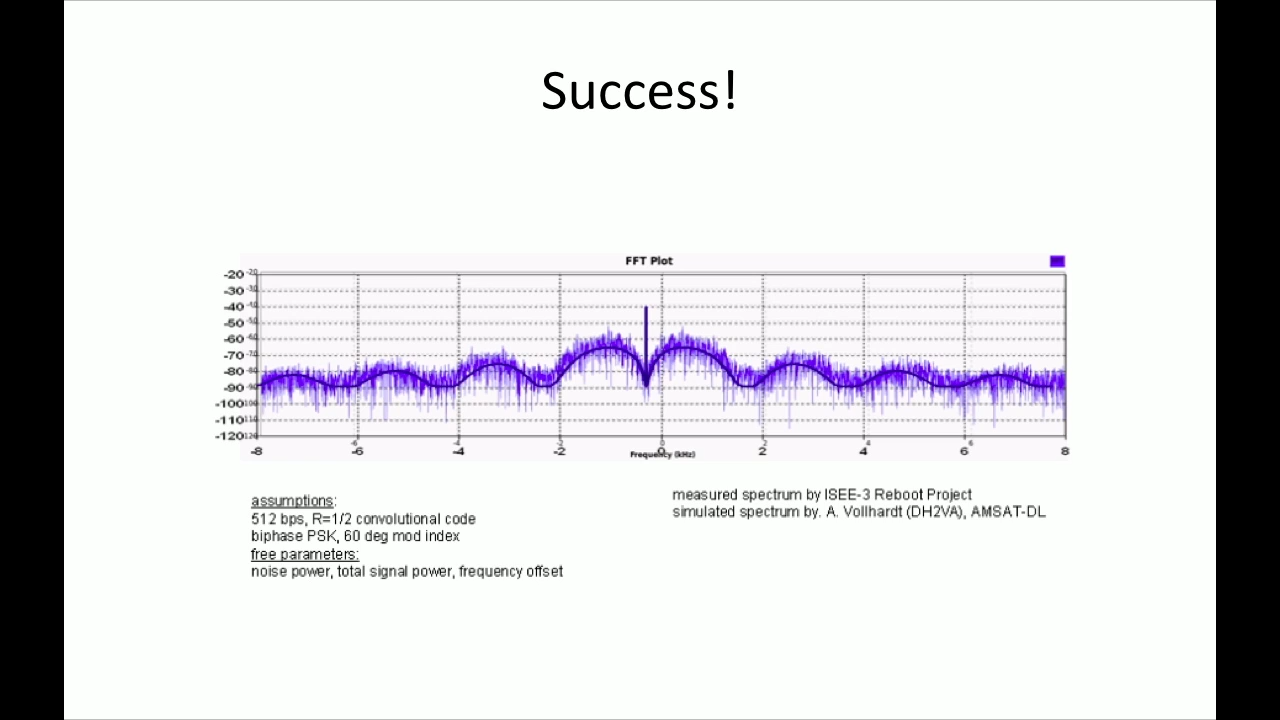 Success!
FFT Plot
-20
-30
-40
-50
-60
-70
-80
-90
-100
-110
-120
-8 -6 -4 -2 0 2 4 6 8
Frequency (kHz)
assumptions:
512 bps, R=1/2 convolutional code
biphase PSK, 60 deg mod index
free parameters:
noise power, total signal power, frequency offset
measured spectrum by ISEE-3 Reboot Project
simulated spectrum by. A. Vollhardt (DH2VA), AMSAT-DL